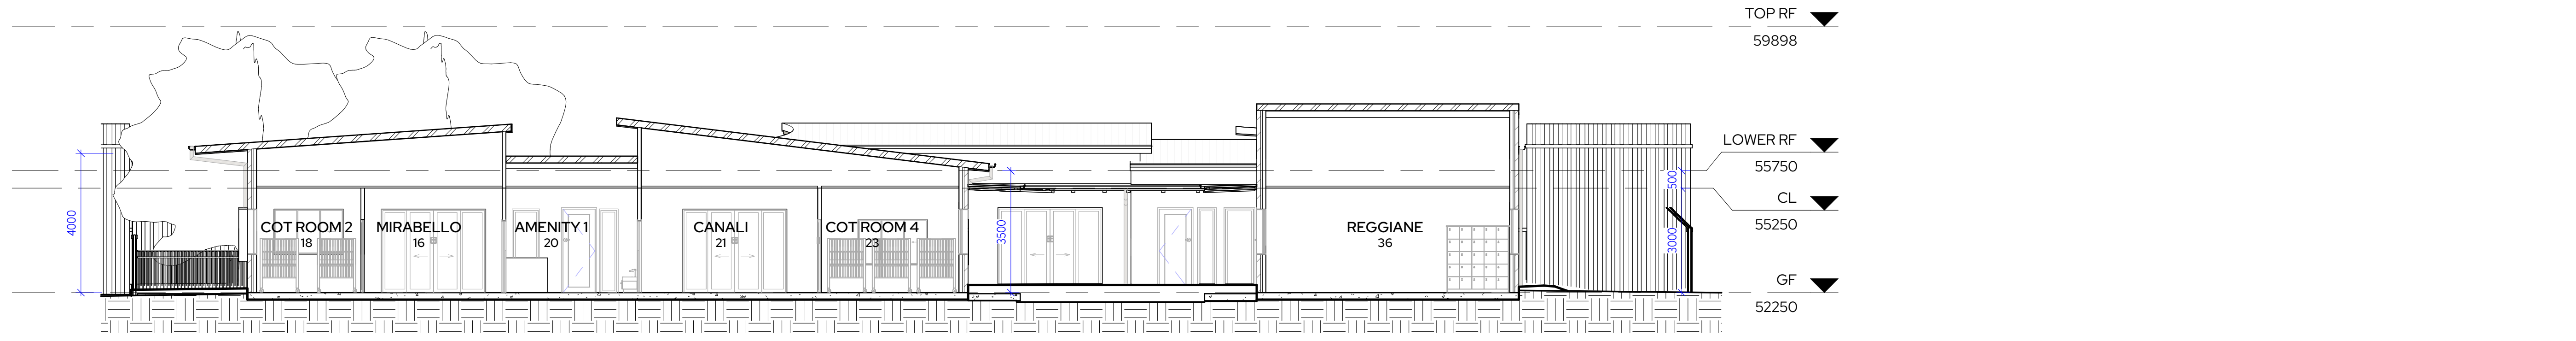 TOP RF
59898
LOWER RF
55750
CL
55250
GF
52250
4000
COT ROOM 2
18
MIRABELLO
16
AMENITY 1
20
CANALI
21
COT ROOM 4
23
3500
REGGIANE
36
500
3000